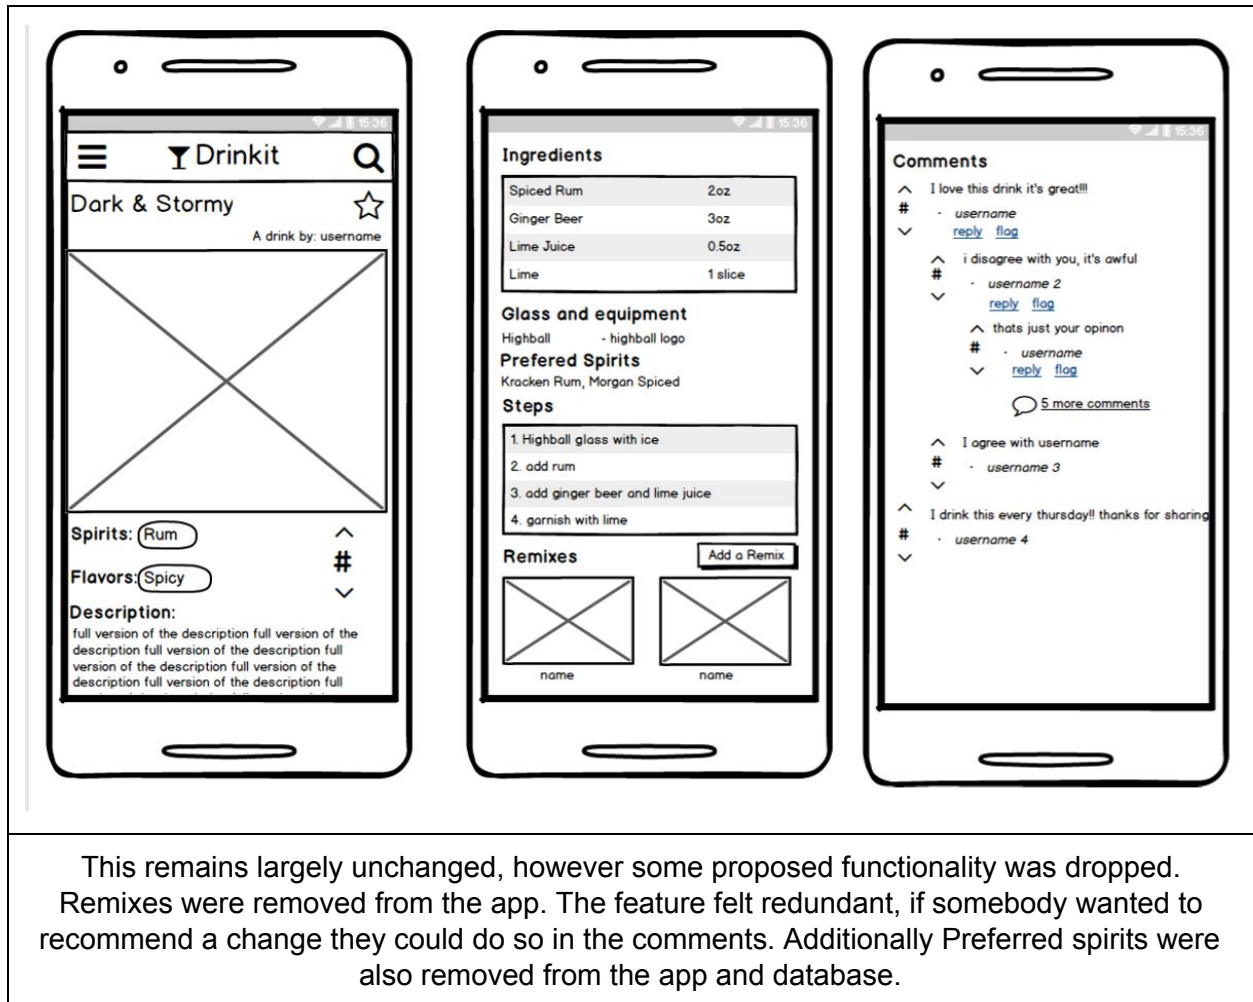 15:36
Drinkit
Dark & Stormy
A drink by: username
Spirits: Rum
#
Flavors: Spicy
Description:
full version of the description full version of the
description full version of the description full
version of the description full version of the
description full version of the description full
15:36
Ingredients
Spiced Rum 2oz
Ginger Beer 3oz
Lime Juice 0.5oz
Lime 1 slice
Glass and equipment
Highball - highball logo
Prefered Spirits
Kracken Rum, Morgan Spiced
Steps
1. Highball glass with ice
2. add rum
3. add ginger beer and lime juice
4. garnish with lime
Remixes Add a Remix
name name
15:36
Comments
I love this drink it's great!!!
# - username
reply flag
i disagree with you, it's awful
# - username 2
reply flag
thats just your opinon
# - username
reply flag
5 more comments
I agree with username
# - username 3
I drink this every thursday!! thanks for sharing
# - username 4
This remains largely unchanged, however some proposed functionality was dropped.
Remixes were removed from the app. The feature felt redundant, if somebody wanted to
recommend a change they could do so in the comments. Additionally Preferred spirits were
also removed from the app and database.